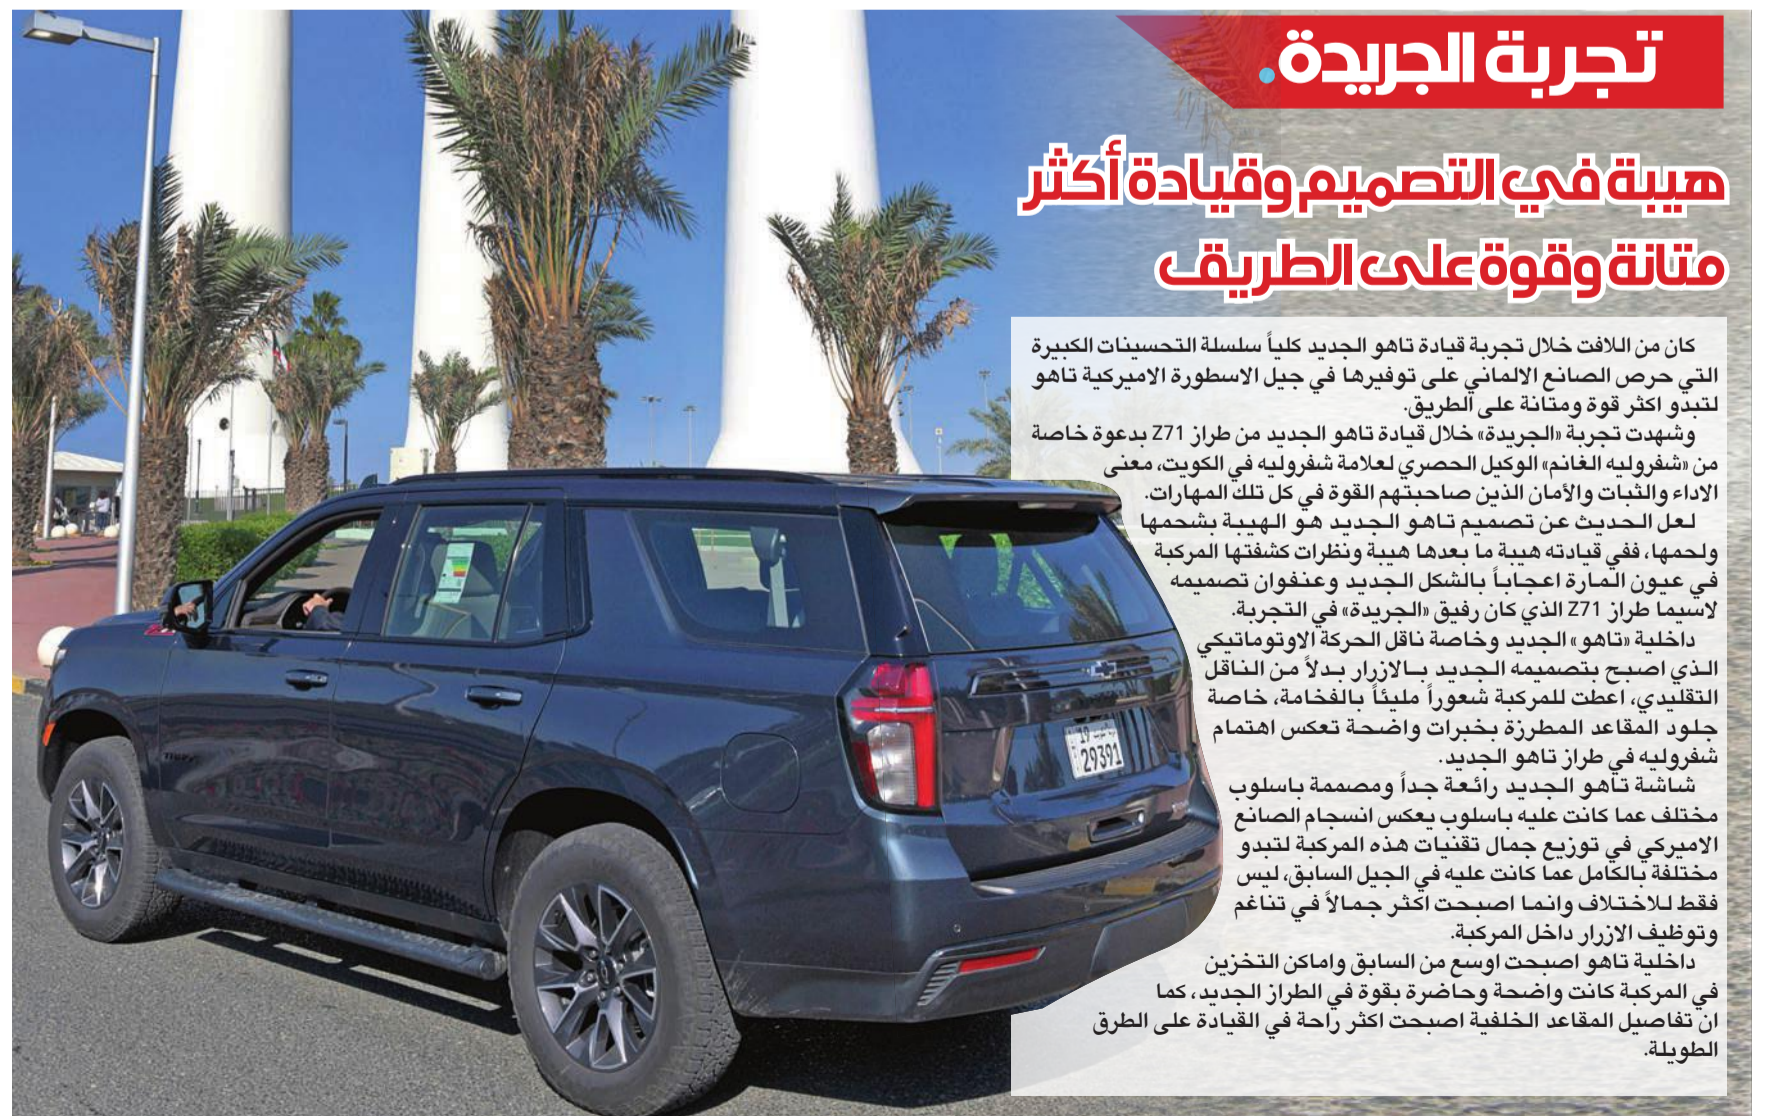 تجربة الجريدة.
هيبة في التصميم وقيادة أكثر
متانة وقوة على الطريق
كان من اللافت خلال تجربة قيادة تاهو الجديد كلياً سلسلة التحسينات الكبيرة
التي حرص الصانع الالماني على توفيرها في جيل الاسطورة الاميركية تاهو
لتبدو اكثر قوة ومتانة على الطريق.
وشهدت تجربة «الجريدة» خلال قيادة تاهو الجديد من طراز Z71 بدعوة خاصة
من «شفروليه الغانم» الوكيل الحصري لعلامة شفروليه في الكويت، معنى
الاداء والثبات والأمان الذين صاحبتهم القوة في كل تلك المهارات.
لعل الحديث عن تصميم تاهو الجديد هو الهيبة بشحمها
ولحمها، ففي قيادته هيبة ما بعدها هيبة ونظرات كشفتها المركبة
في عيون المارة اعجاباً بالشكل الجديد وعنفوان تصميمه
لاسيما طراز Z71 الذي كان رفيق «الجريدة» في التجربة.
داخلية «تاهو» الجديد وخاصة ناقل الحركة الاوتوماتيكي
الذي اصبح بتصميمه الجديد بالازرار بدلاً من الناقل
التقليدي، اعطت للمركبة شعوراً مليئاً بالفخامة، خاصة
جلود المقاعد المطرزة بخبرات واضحة تعكس اهتمام
شفروليه في طراز تاهو الجديد.
شاشة تاهو الجديد رائعة جداً ومصممة باسلوب
مختلف عما كانت عليه باسلوب يعكس انسجام الصانع
الاميركي في توزيع جمال تقنيات هذه المركبة لتبدو
مختلفة بالكامل عما كانت عليه في الجيل السابق، ليس
فقط للاختلاف وانما اصبحت اكثر جمالاً في تناغم
وتوظيف الازرار داخل المركبة.
داخلية تاهو اصبحت اوسع من السابق واماكن التخزين
في المركبة كانت واضحة وحاضرة بقوة في الطراز الجديد، كما
ان تفاصيل المقاعد الخلفية اصبحت اكثر راحة في القيادة على الطرق
الطويلة.
29391